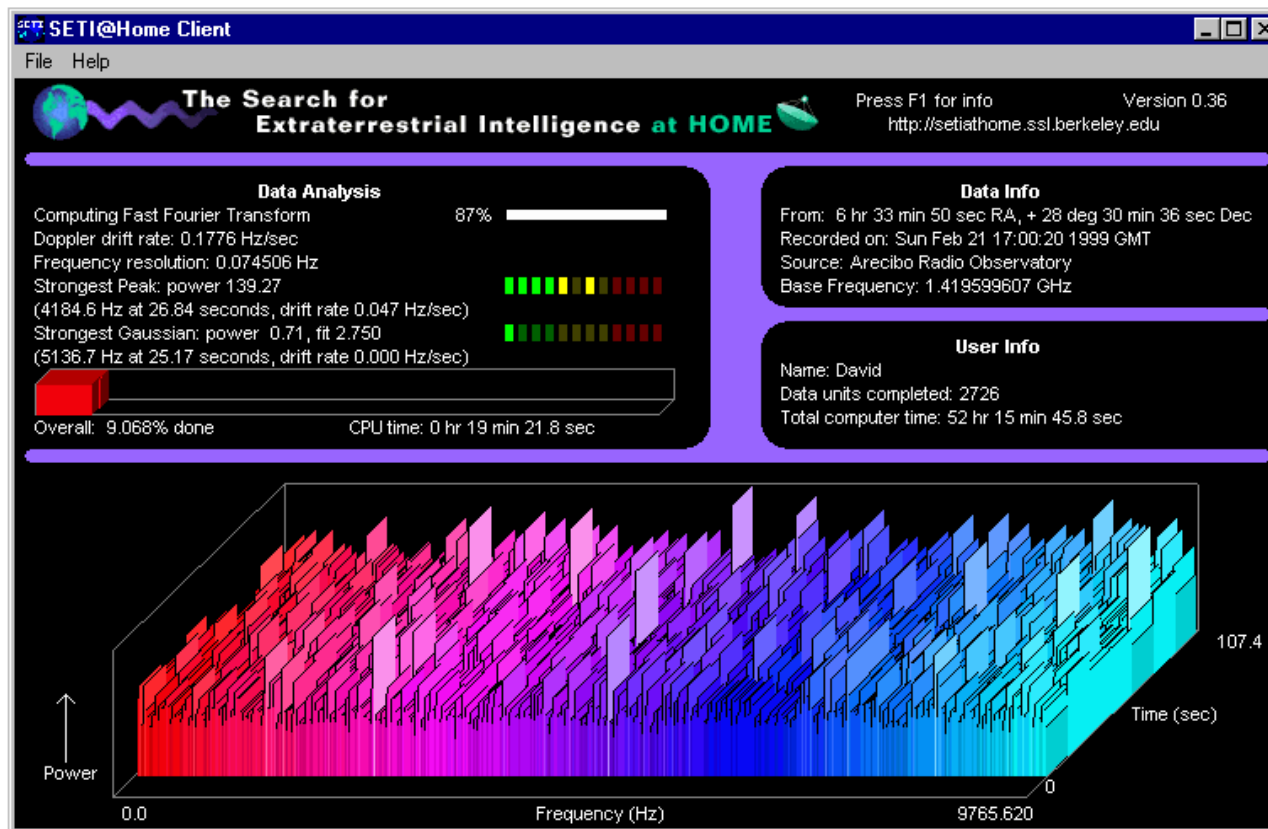 SETI@Home Client
File Help
The Search for
Extraterrestrial Intelligence at HOME
Press F1 for info Version 0.36
http://setiathome.ssl.berkeley.edu
Data Analysis
Computing Fast Fourier Transform 87%
Doppler drift rate: 0.1776 Hz/sec
Frequency resolution: 0.074506 Hz
Strongest Peak: power 139.27
(4184.6 Hz at 26.84 seconds, drift rate 0.047 Hz/sec)
Strongest Gaussian: power 0.71, fit 2.750
(5136.7 Hz at 25.17 seconds, drift rate 0.000 Hz/sec)
Overall: 9.068% done CPU time: 0 hr 19 min 21.8 sec
Data Info
From: 6 hr 33 min 50 sec RA, + 28 deg 30 min 36 sec Dec
Recorded on: Sun Feb 21 17:00:20 1999 GMT
Source: Arecibo Radio Observatory
Base Frequency: 1.419599607 GHz
User Info
Name: David
Data units completed: 2726
Total computer time: 52 hr 15 min 45.8 sec
107.4
Time (sec)
Power
0
0.0 Frequency (Hz) 9765.620